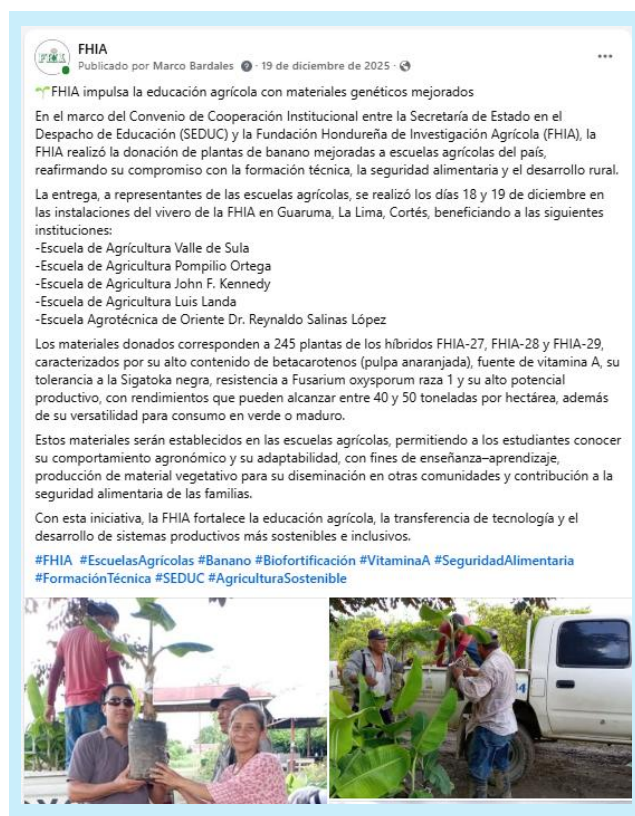 FHIA
Publicado por Marco Bardales · 19 de diciembre de 2025 ·
FHIA impulsa la educación agrícola con materiales genéticos mejorados
En el marco del Convenio de Cooperación Institucional entre la Secretaría de Estado en el
Despacho de Educación (SEDUC) y la Fundación Hondureña de Investigación Agrícola (FHIA), la
FHIA realizó la donación de plantas de banano mejoradas a escuelas agrícolas del país,
reafirmando su compromiso con la formación técnica, la seguridad alimentaria y el desarrollo rural.
La entrega, a representantes de las escuelas agrícolas, se realizó los días 18 y 19 de diciembre en
las instalaciones del vivero de la FHIA en Guaruma, La Lima, Cortés, beneficiando a las siguientes
instituciones:
-Escuela de Agrícultura Valle de Sula
-Escuela de Agricultura Pompilio Ortega
-Escuela de Agricultura John F. Kennedy
-Escuela de Agricultura Luis Landa
-Escuela Agrotécnica de Oriente Dr. Reynaldo Salinas López
Los materiales donados corresponden a 245 plantas de los híbridos FHIA-27, FHIA-28 y FHIA-29,
caracterizados por su alto contenido de betacarotenos (pulpa anaranjada), fuente de vitamina A, su
tolerancia a la Sigatoka negra, resistencia a Fusarium oxysporum raza 1 y su alto potencial
productivo, con rendimientos que pueden alcanzar entre 40 y 50 toneladas por hectárea, además
de su versatilidad para consumo en verde o maduro.
Estos materiales serán establecidos en las escuelas agrícolas, permitiendo a los estudiantes conocer
su comportamiento agronómico y su adaptabilidad, con fines de enseñanza–aprendizaje,
producción de material vegetativo para su diseminación en otras comunidades y contribución a la
seguridad alimentaria de las familias.
Con esta iniciativa, la FHIA fortalece la educación agrícola, la transferencia de tecnología y el
desarrollo de sistemas productivos más sostenibles e inclusivos.
#FHIA #EscuelasAgrícolas #Banano #Biofortificación #VitaminaA #SeguridadAlimentaria
#FormaciónTécnica #SEDUC #AgriculturaSostenible